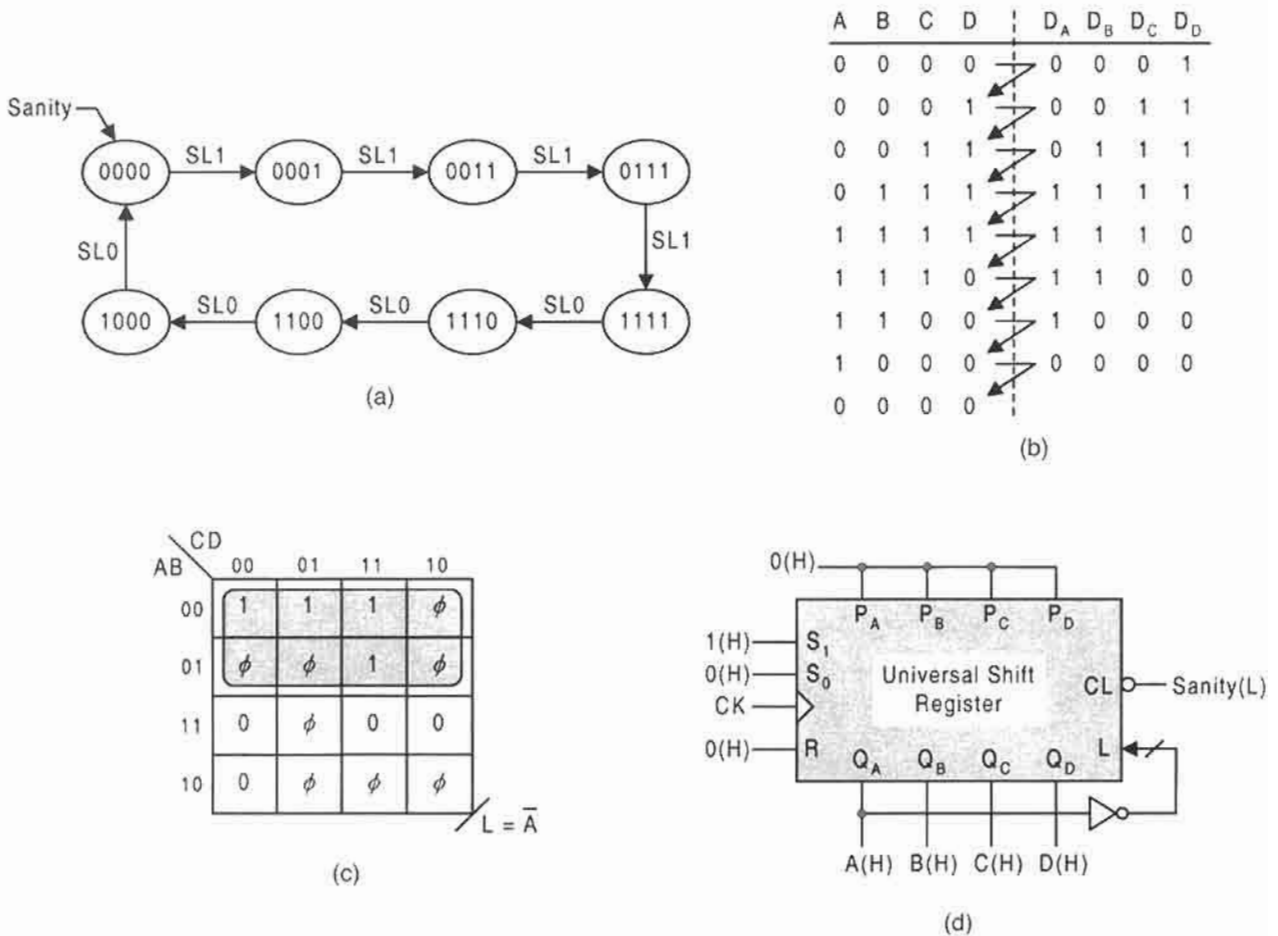 Sanity
0000 SL1 0001 SL1 0011 SL1 0111
SL0 SL1
1000 SL0 1100 SL0 1110 SL0 1111
(a)
A B C D D_A D_B D_C D_D
0 0 0 0 0 0 0 1
0 0 0 1 0 0 1 1
0 0 1 1 0 1 1 1
0 1 1 1 1 1 1 1
1 1 1 1 1 1 1 0
1 1 1 0 1 1 0 0
1 1 0 0 1 0 0 0
1 0 0 0 0 0 0 0
0 0 0 0
(b)
CD
AB 00 01 11 10
00 1 1 1 ϕ
01 ϕ ϕ 1 ϕ
11 0 ϕ 0 0
10 0 ϕ ϕ ϕ
L = A̅
(c)
0(H)
P_A P_B P_C P_D
1(H) S_1
0(H) S_0
Universal Shift
Register
CK
CL Sanity(L)
0(H) R Q_A Q_B Q_C Q_D L
A(H) B(H) C(H) D(H)
(d)